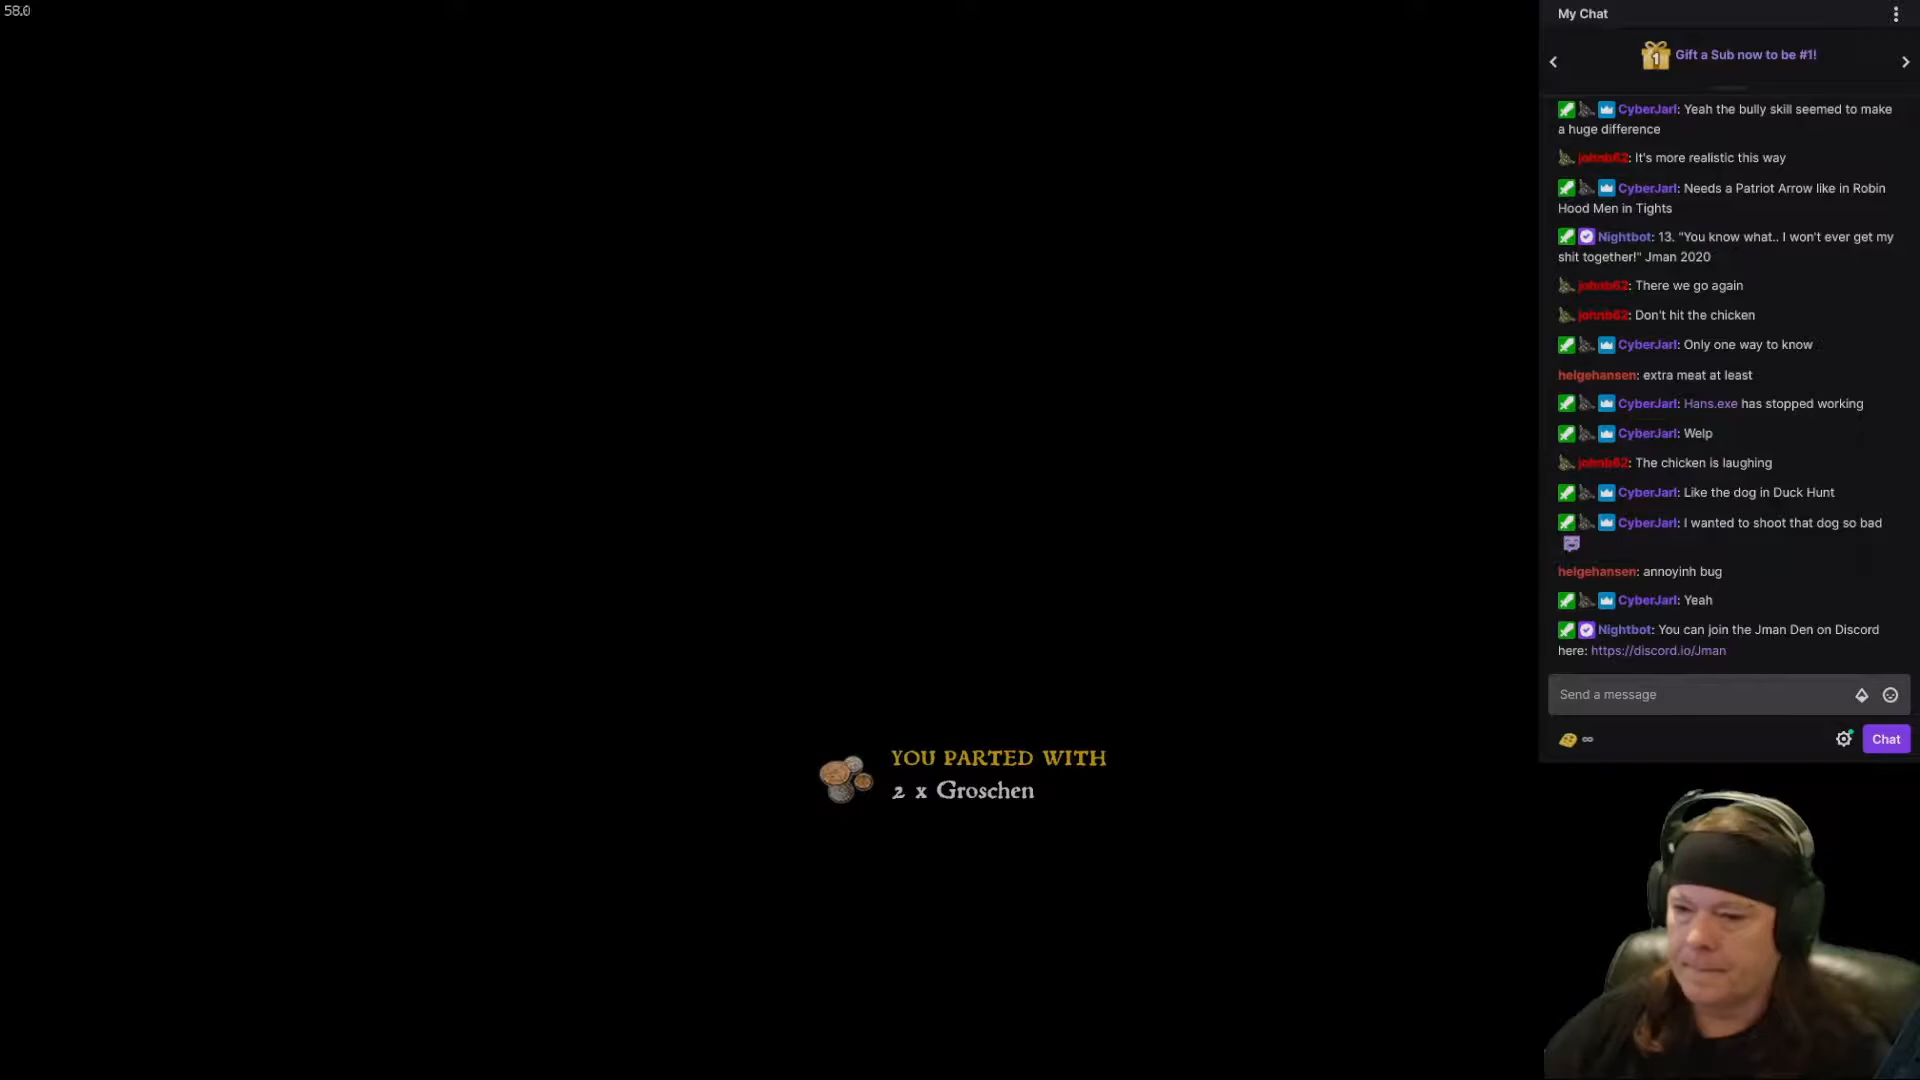 58.0
My Chat
1
Gift a Sub now to be #1!
CyberJarl: Yeah the bully skill seemed to make
a huge difference
johnb62: It's more realistic this way
CyberJarl: Needs a Patriot Arrow like in Robin
Hood Men in Tights
Nightbot: 13. "You know what.. I won't ever get my
shit together!" Jman 2020
johnb62: There we go again
johnb62: Don't hit the chicken
CyberJarl: Only one way to know
helgehansen: extra meat at least
CyberJarl: Hans.exe has stopped working
CyberJarl: Welp
johnb62: The chicken is laughing
CyberJarl: Like the dog in Duck Hunt
CyberJarl: I wanted to shoot that dog so bad
helgehansen: annoyinh bug
CyberJarl: Yeah
Nightbot: You can join the Jman Den on Discord
here: https://discord.io/Jman
Send a message
∞
Chat
YOU PARTED WITH
2 x Groschen